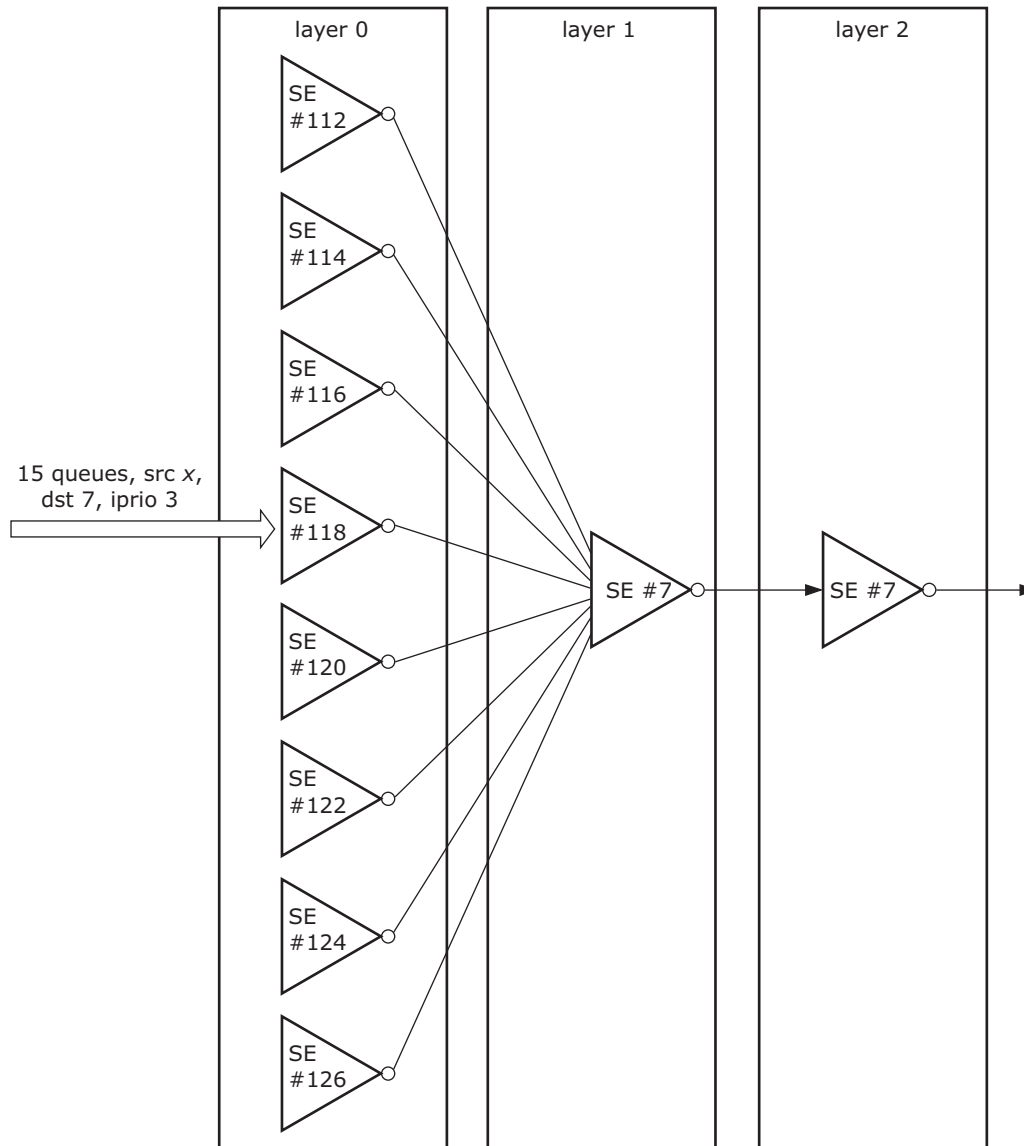 layer 0
layer 1
layer 2
SE
#112
SE
#114
SE
#116
15 queues, src x,
dst 7, iprio 3
SE
#118
SE #7
SE #7
SE
#120
SE
#122
SE
#124
SE
#126